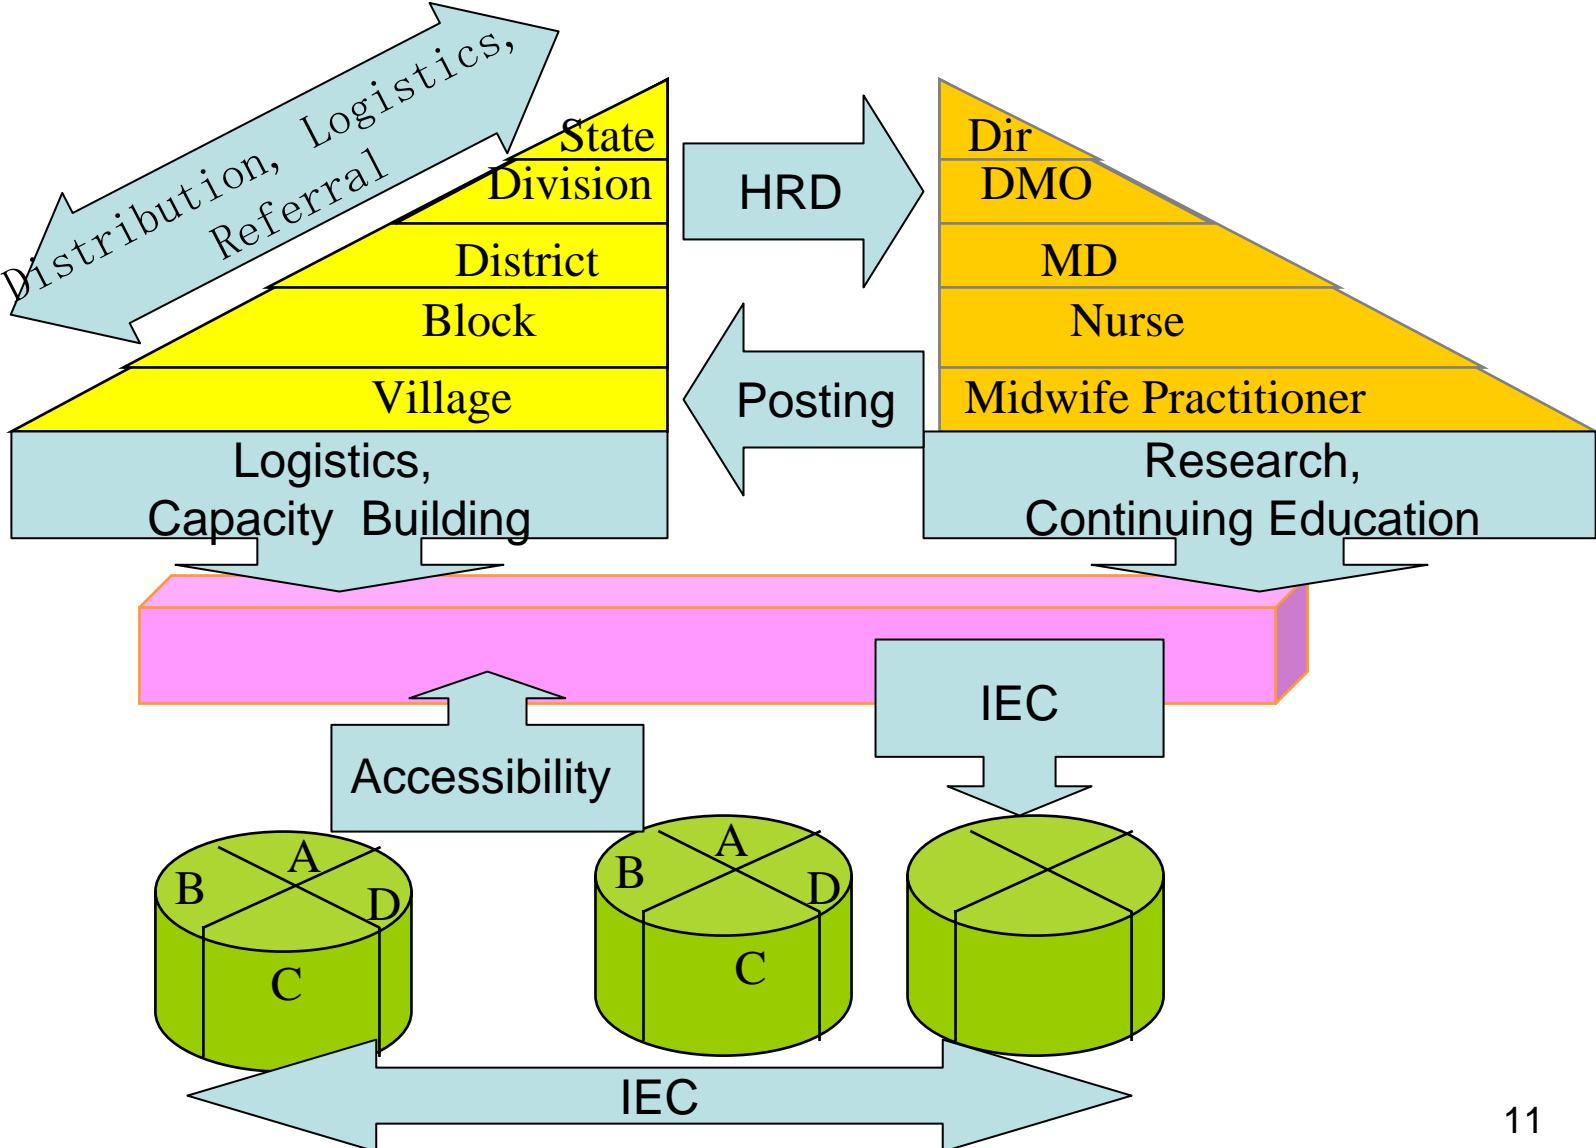 Distribution, Logistics,
Referral
State
Division
District
Block
Village
HRD
Posting
Dir
DMO
MD
Nurse
Midwife Practitioner
Logistics,
Capacity  Building
Research,
Continuing Education
Accessibility
IEC
A
B
D
C
A
B
D
C
IEC
11